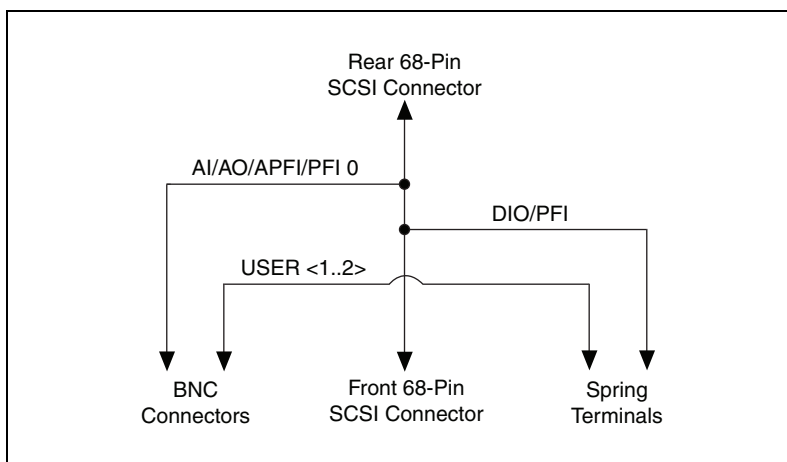 Rear 68-Pin
SCSI Connector
AI/AO/APFI/PFI 0
DIO/PFI
USER <1..2>
BNC
Connectors
Front 68-Pin
SCSI Connector
Spring
Terminals